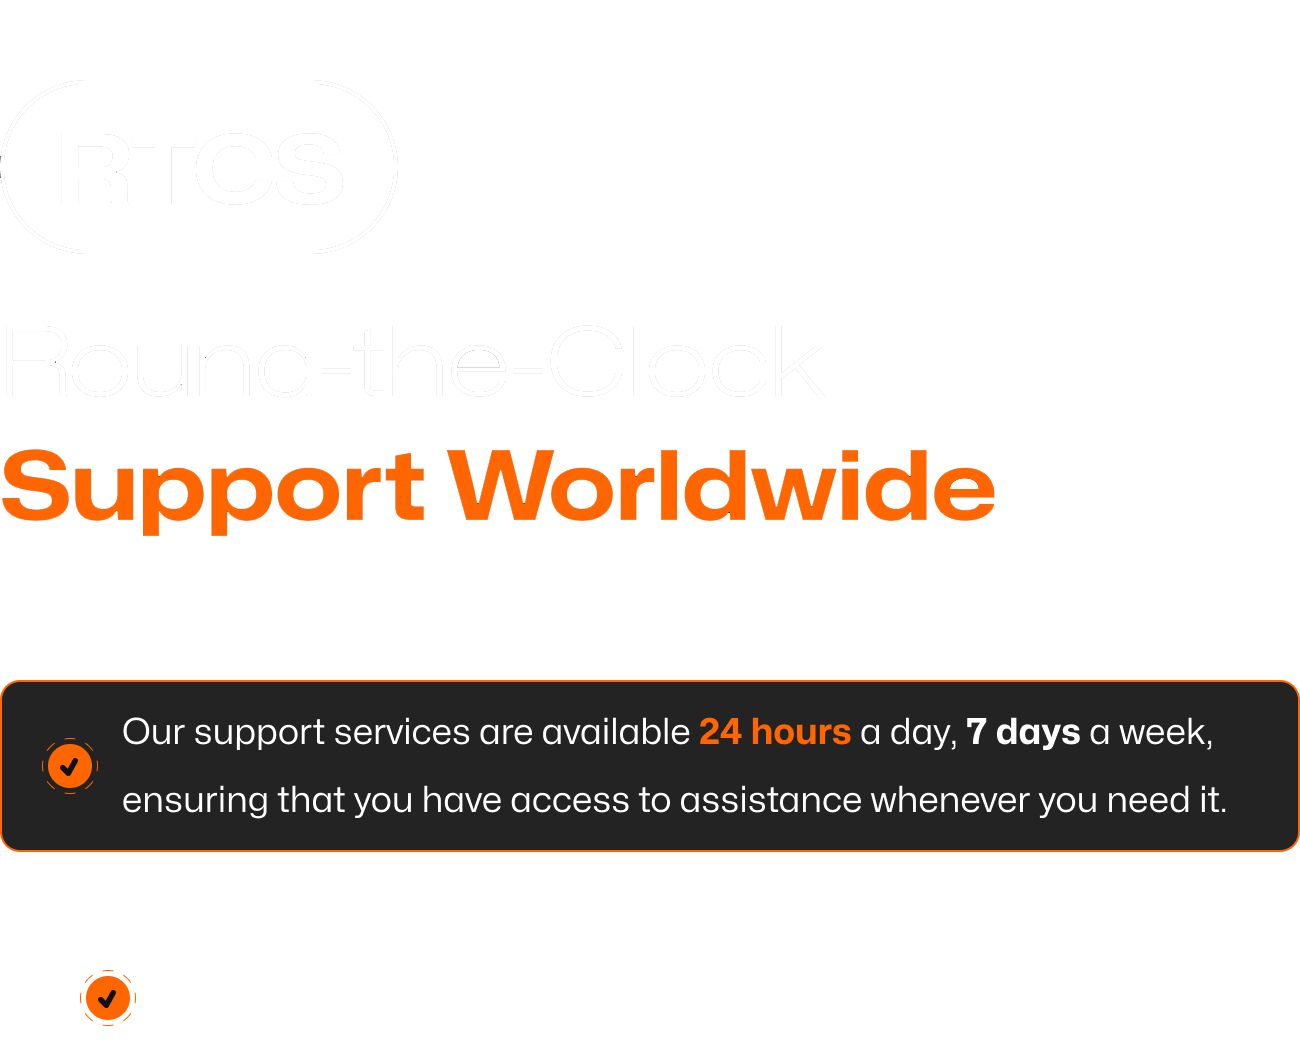 RTCS
Round-the-Clock
Support Worldwide
Our support services are available 24 hours a day, 7 days a week,
ensuring that you have access to assistance whenever you need it.